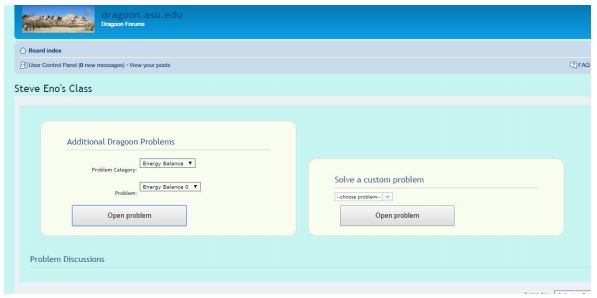 dragoon.asu.edu
Dragoon Forums
Board index
User Control Panel (0 new messages) • View your posts
FAQ
Steve Eno's Class
Additional Dragoon Problems
Problem Category: Energy Balance
Problem: Energy Balance 0
Open problem
Solve a custom problem
--choose problem--
Open problem
Problem Discussions